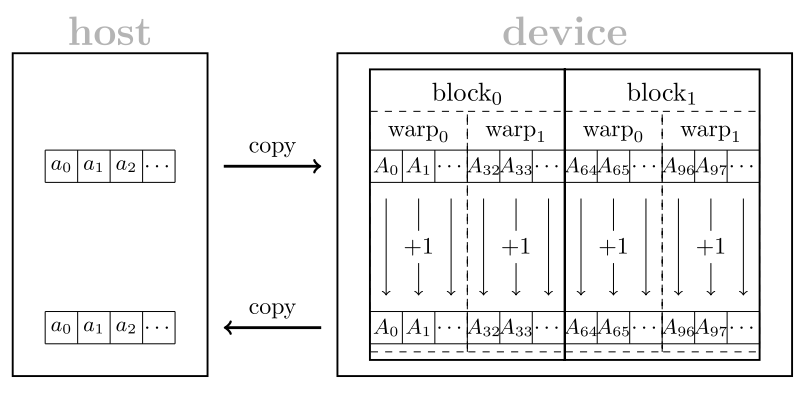 host device
block₀ block₁
warp₀ warp₁ warp₀ warp₁
copy
a₀ a₁ a₂ ··· A₀ A₁ ··· A₃₂ A₃₃ ··· A₆₄ A₆₅ ··· A₉₆ A₉₇ ···
+1 +1 +1 +1
copy
a₀ a₁ a₂ ··· A₀ A₁ ··· A₃₂ A₃₃ ··· A₆₄ A₆₅ ··· A₉₆ A₉₇ ···